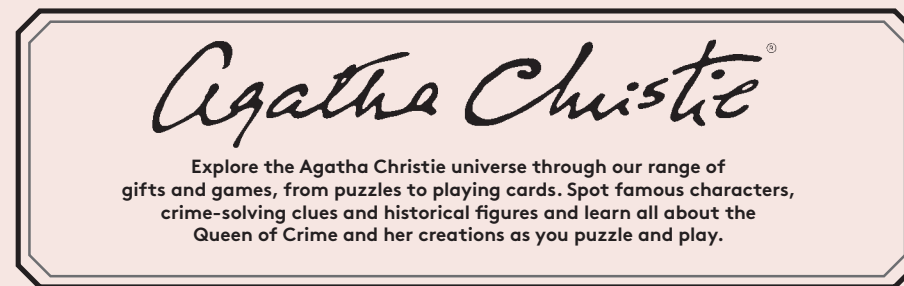 Agatha Christie®
Explore the Agatha Christie universe through our range of
gifts and games, from puzzles to playing cards. Spot famous characters,
crime-solving clues and historical figures and learn all about the
Queen of Crime and her creations as you puzzle and play.